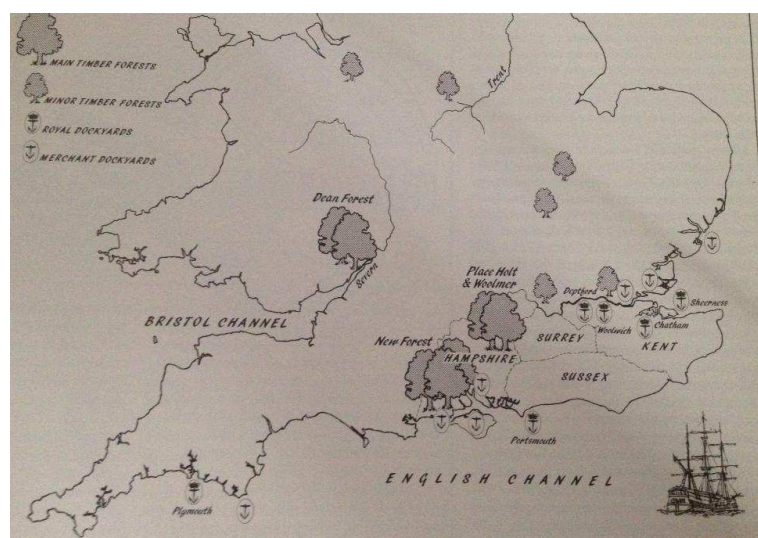 MAIN TIMBER FORESTS
MINOR TIMBER FORESTS
ROYAL DOCKYARDS
MERCHANT DOCKYARDS
Trent
Dean Forest
Severn
BRISTOL CHANNEL
Place Holt
& Woolmer
Deptford
Woolwich
Sheerness
Chatham
SURREY
KENT
New Forest
HAMPSHIRE
SUSSEX
Portsmouth
ENGLISH CHANNEL
Plymouth